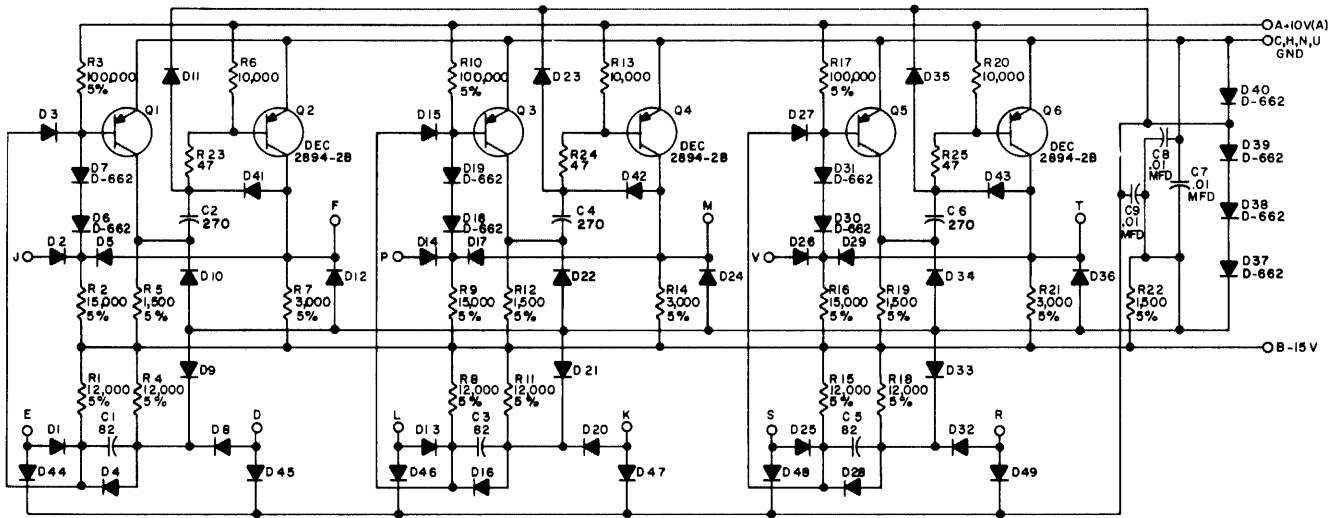 A+10V(A)
C,H,N,U
GND
R3
100,000
5%
D11
R6
10,000
R10
100,000
5%
D23
R13
10,000
R17
100,000
5%
D35
R20
10,000
D40
D-662
D3
Q1
Q2
D15
Q3
Q4
D27
Q5
Q6
DEC
2894-2B
DEC
2894-2B
DEC
2894-2B
R23
47
R24
47
R25
47
C8
.01
MFD
D39
D-662
D7
D-662
D41
D19
D-662
D42
D31
D-662
D43
C7
.01
MFD
C9
.01
MFD
D6
D-662
C2
270
F
D18
D-662
C4
270
M
D30
D-662
C6
270
T
D38
D-662
J
D2
D5
P
D14
D17
V
D26
D29
D10
D12
D22
D24
D34
D36
D37
D-662
R2
15,000
5%
R5
1,500
5%
R7
3,000
5%
R9
15,000
5%
R12
1,500
5%
R14
3,000
5%
R16
15,000
5%
R19
1,500
5%
R21
3,000
5%
R22
1,500
5%
B-15V
R1
12,000
5%
R4
12,000
5%
D9
R8
12,000
5%
R11
12,000
5%
D21
R15
12,000
5%
R18
12,000
5%
D33
E
D1
C1
82
D8
D
L
D13
C3
82
D20
K
S
D25
C5
82
D32
R
D44
D4
D45
D46
D16
D47
D48
D28
D49